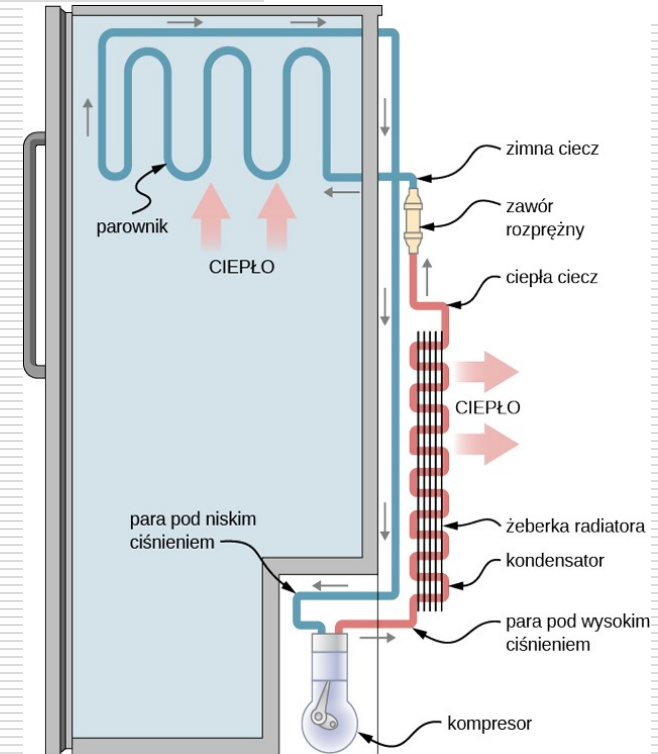 zimna ciecz
zawór
rozprężny
parownik
CIEPŁO
ciepła ciecz
CIEPŁO
para pod niskim
ciśnieniem
żeberka radiatora
kondensator
para pod wysokim
ciśnieniem
kompresor